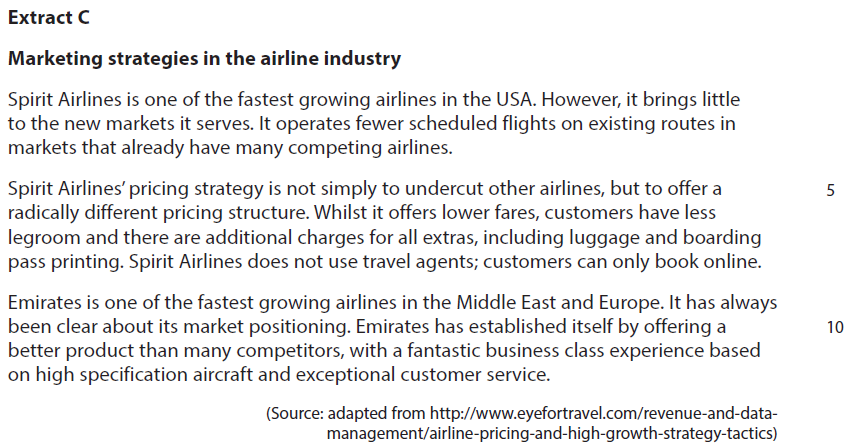 Extract C
Marketing strategies in the airline industry
Spirit Airlines is one of the fastest growing airlines in the USA. However, it brings little
to the new markets it serves. It operates fewer scheduled flights on existing routes in
markets that already have many competing airlines.
Spirit Airlines' pricing strategy is not simply to undercut other airlines, but to offer a 5
radically different pricing structure. Whilst it offers lower fares, customers have less
legroom and there are additional charges for all extras, including luggage and boarding
pass printing. Spirit Airlines does not use travel agents; customers can only book online.
Emirates is one of the fastest growing airlines in the Middle East and Europe. It has always
been clear about its market positioning. Emirates has established itself by offering a 10
better product than many competitors, with a fantastic business class experience based
on high specification aircraft and exceptional customer service.
(Source: adapted from http://www.eyefortravel.com/revenue-and-data-
management/airline-pricing-and-high-growth-strategy-tactics)